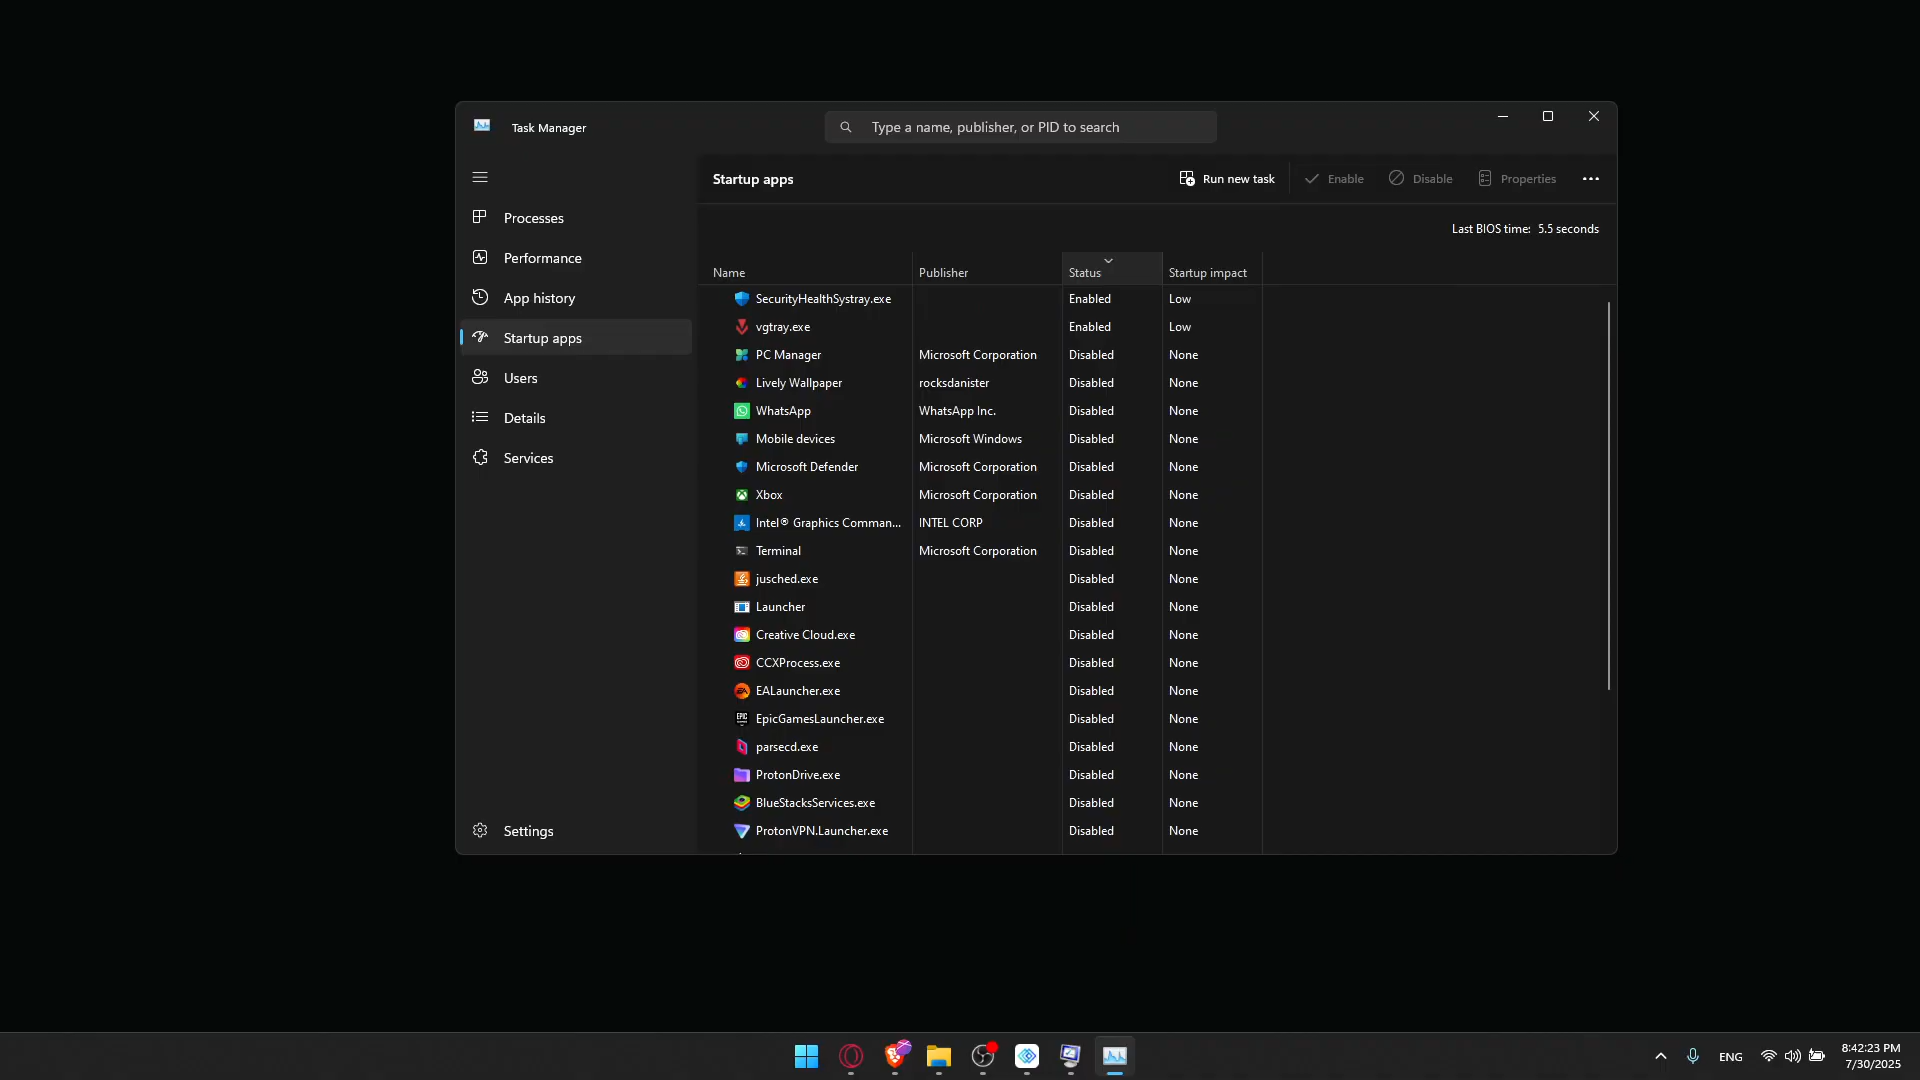 Task Manager
Type a name, publisher, or PID to search
Startup apps
Run new task
Enable
Disable
Properties
Processes
Performance
App history
Startup apps
Users
Details
Services
Settings
Last BIOS time: 5.5 seconds
Name Publisher Status Startup impact
SecurityHealthSystray.exe Enabled Low
vgtray.exe Enabled Low
PC Manager Microsoft Corporation Disabled None
Lively Wallpaper rocksdanister Disabled None
WhatsApp WhatsApp Inc. Disabled None
Mobile devices Microsoft Windows Disabled None
Microsoft Defender Microsoft Corporation Disabled None
Xbox Microsoft Corporation Disabled None
Intel® Graphics Comman... INTEL CORP Disabled None
Terminal Microsoft Corporation Disabled None
jusched.exe Disabled None
Launcher Disabled None
Creative Cloud.exe Disabled None
CCXProcess.exe Disabled None
EALauncher.exe Disabled None
EpicGamesLauncher.exe Disabled None
parsecd.exe Disabled None
ProtonDrive.exe Disabled None
BlueStacksServices.exe Disabled None
ProtonVPN.Launcher.exe Disabled None
ENG
8:42:23 PM
7/30/2025